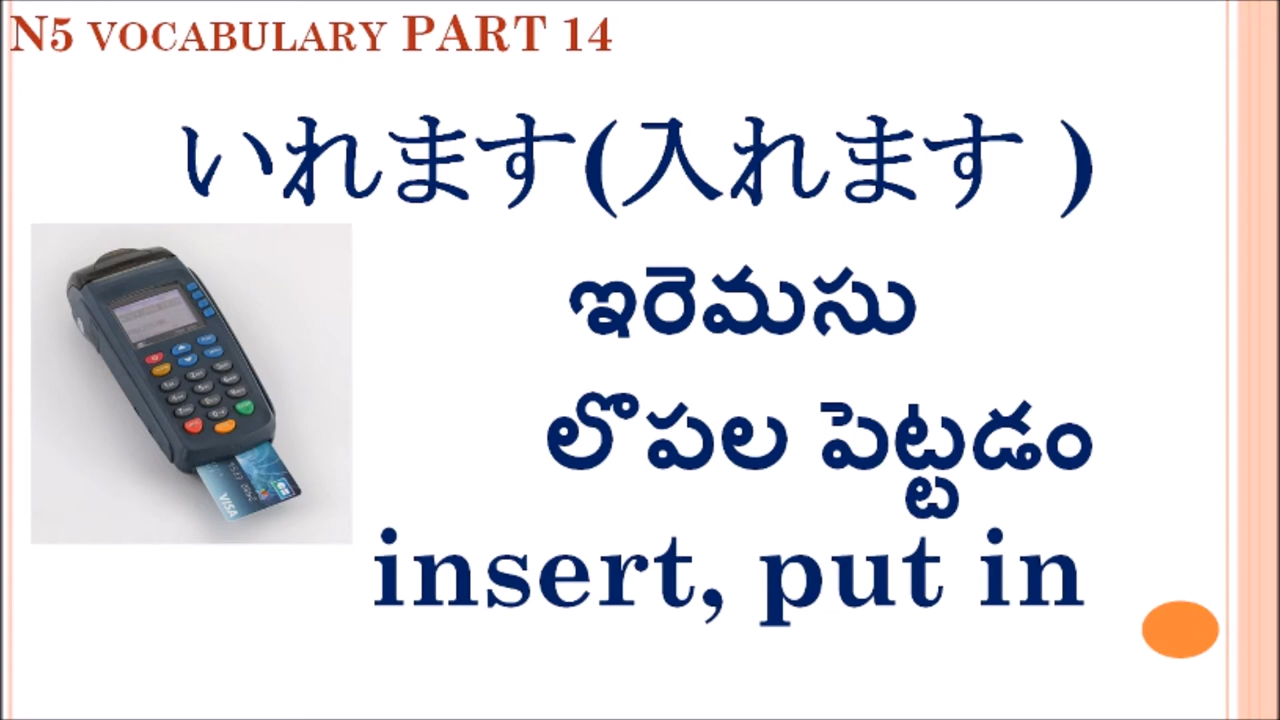 N5 VOCABULARY PART 14
いれます(入れます )
ఇరెమసు
లొపల పెట్టడం
VISA
insert, put in